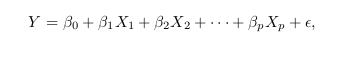 Y = β₀ + β₁X₁ + β₂X₂ + ⋯ + βₚXₚ + ϵ,